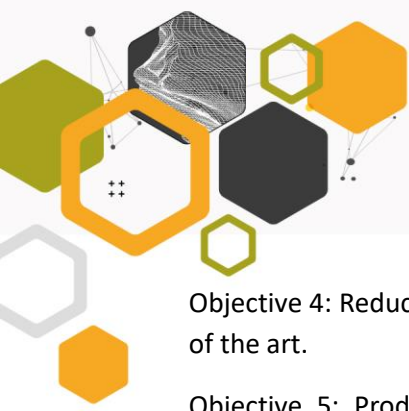 Objective 4: Reduc
of the art.
Objective 5: Prod